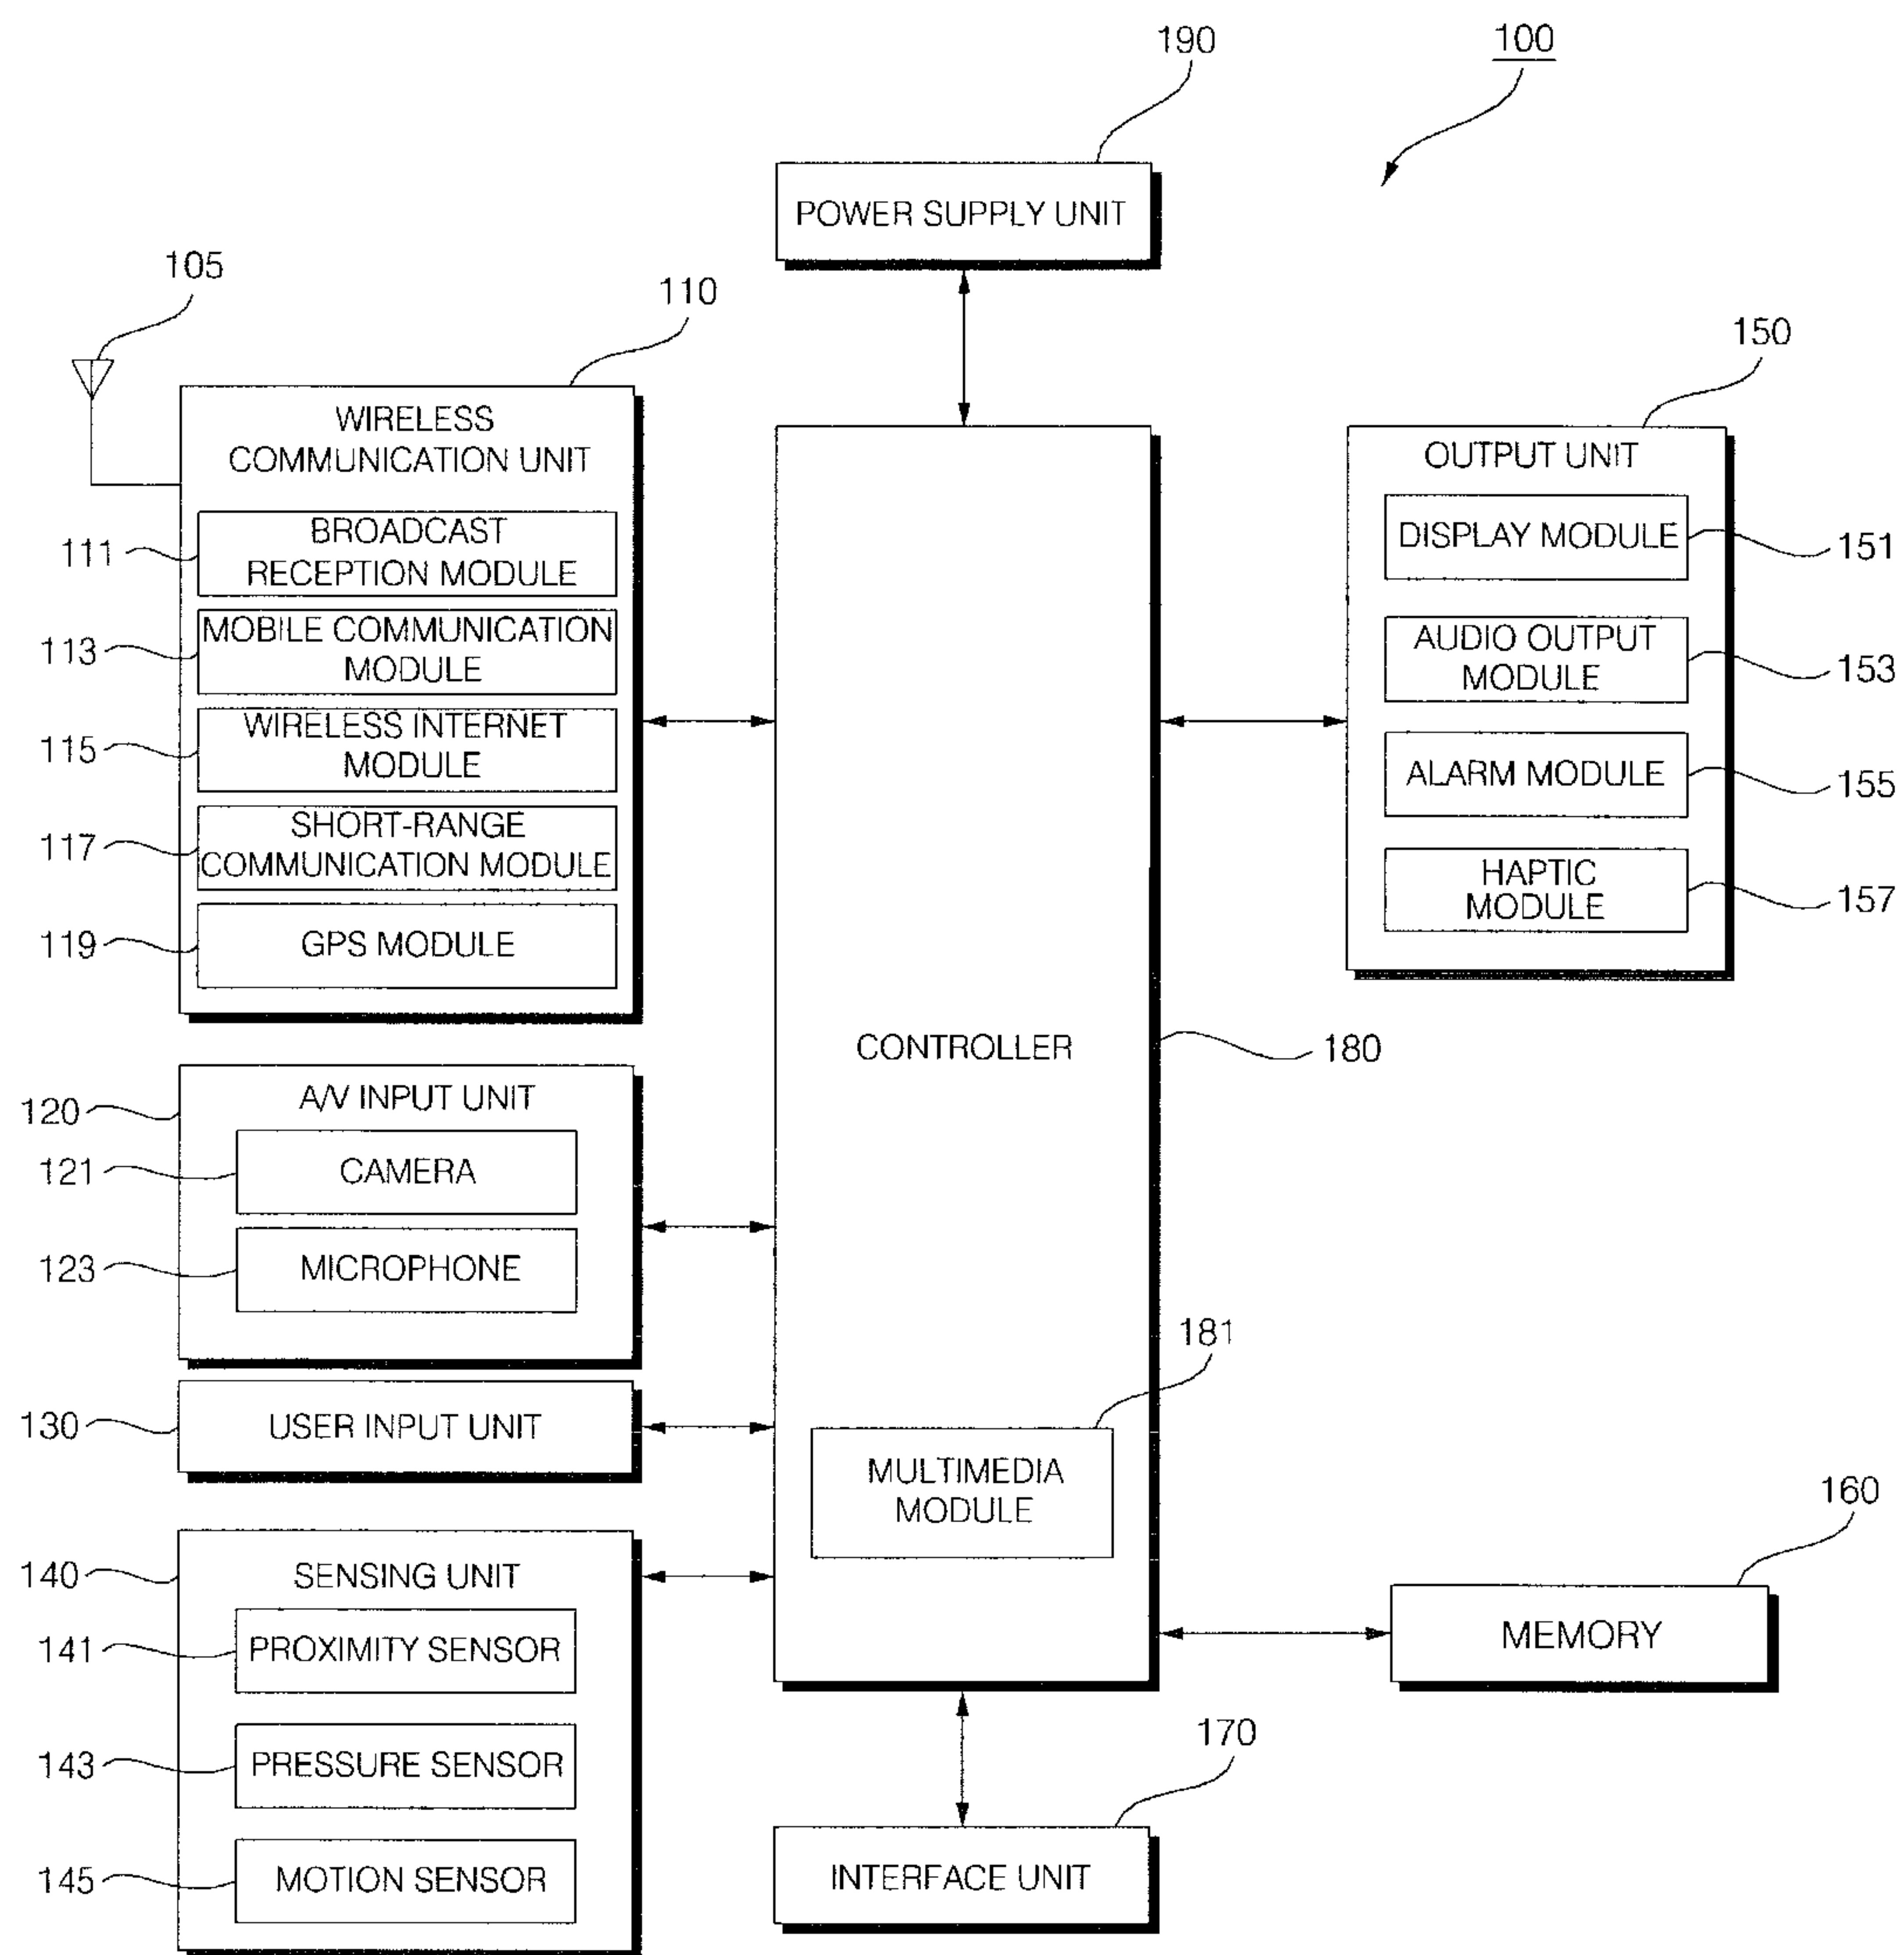 190
100
POWER SUPPLY UNIT
105
110
150
WIRELESS
COMMUNICATION UNIT
OUTPUT UNIT
111
BROADCAST
RECEPTION MODULE
DISPLAY MODULE
151
113
MOBILE COMMUNICATION
MODULE
AUDIO OUTPUT
MODULE
153
115
WIRELESS INTERNET
MODULE
ALARM MODULE
155
117
SHORT-RANGE
COMMUNICATION MODULE
HAPTIC
MODULE
157
119
GPS MODULE
CONTROLLER
180
120
A/V INPUT UNIT
121
CAMERA
123
MICROPHONE
181
130
USER INPUT UNIT
MULTIMEDIA
MODULE
160
140
SENSING UNIT
141
PROXIMITY SENSOR
MEMORY
143
PRESSURE SENSOR
170
145
MOTION SENSOR
INTERFACE UNIT